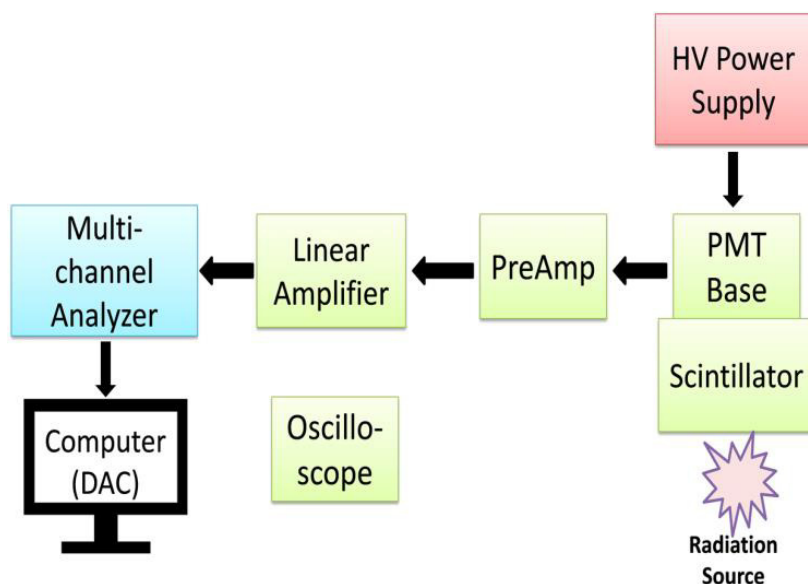 HV Power
Supply
Multi-
channel
Analyzer
Linear
Amplifier
PreAmp
PMT
Base
Scintillator
Computer
(DAC)
Oscillo-
scope
Radiation
Source